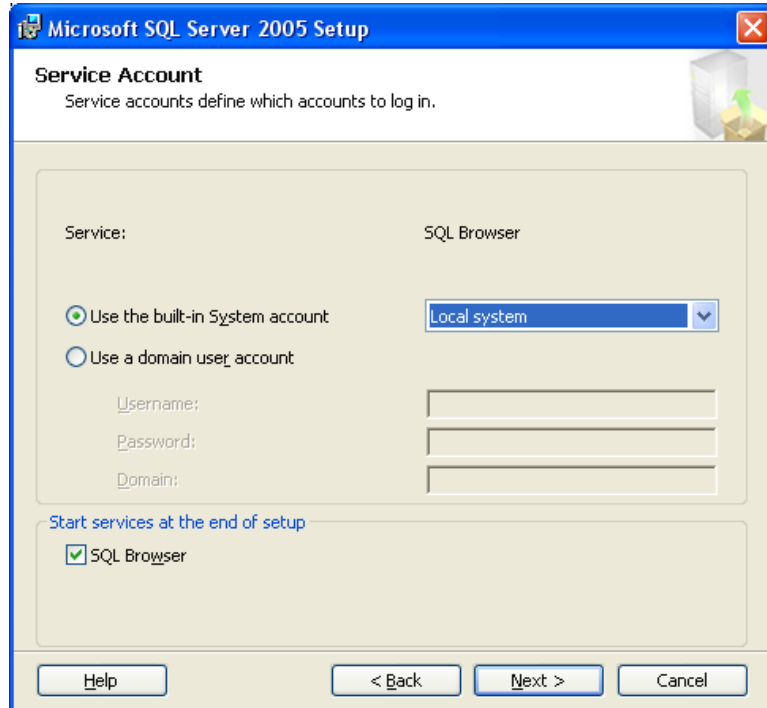 Microsoft SQL Server 2005 Setup
Service Account
Service accounts define which accounts to log in.
Service: SQL Browser
Use the built-in System account Local system
Use a domain user account
Username:
Password:
Domain:
Start services at the end of setup
SQL Browser
Help < Back Next > Cancel